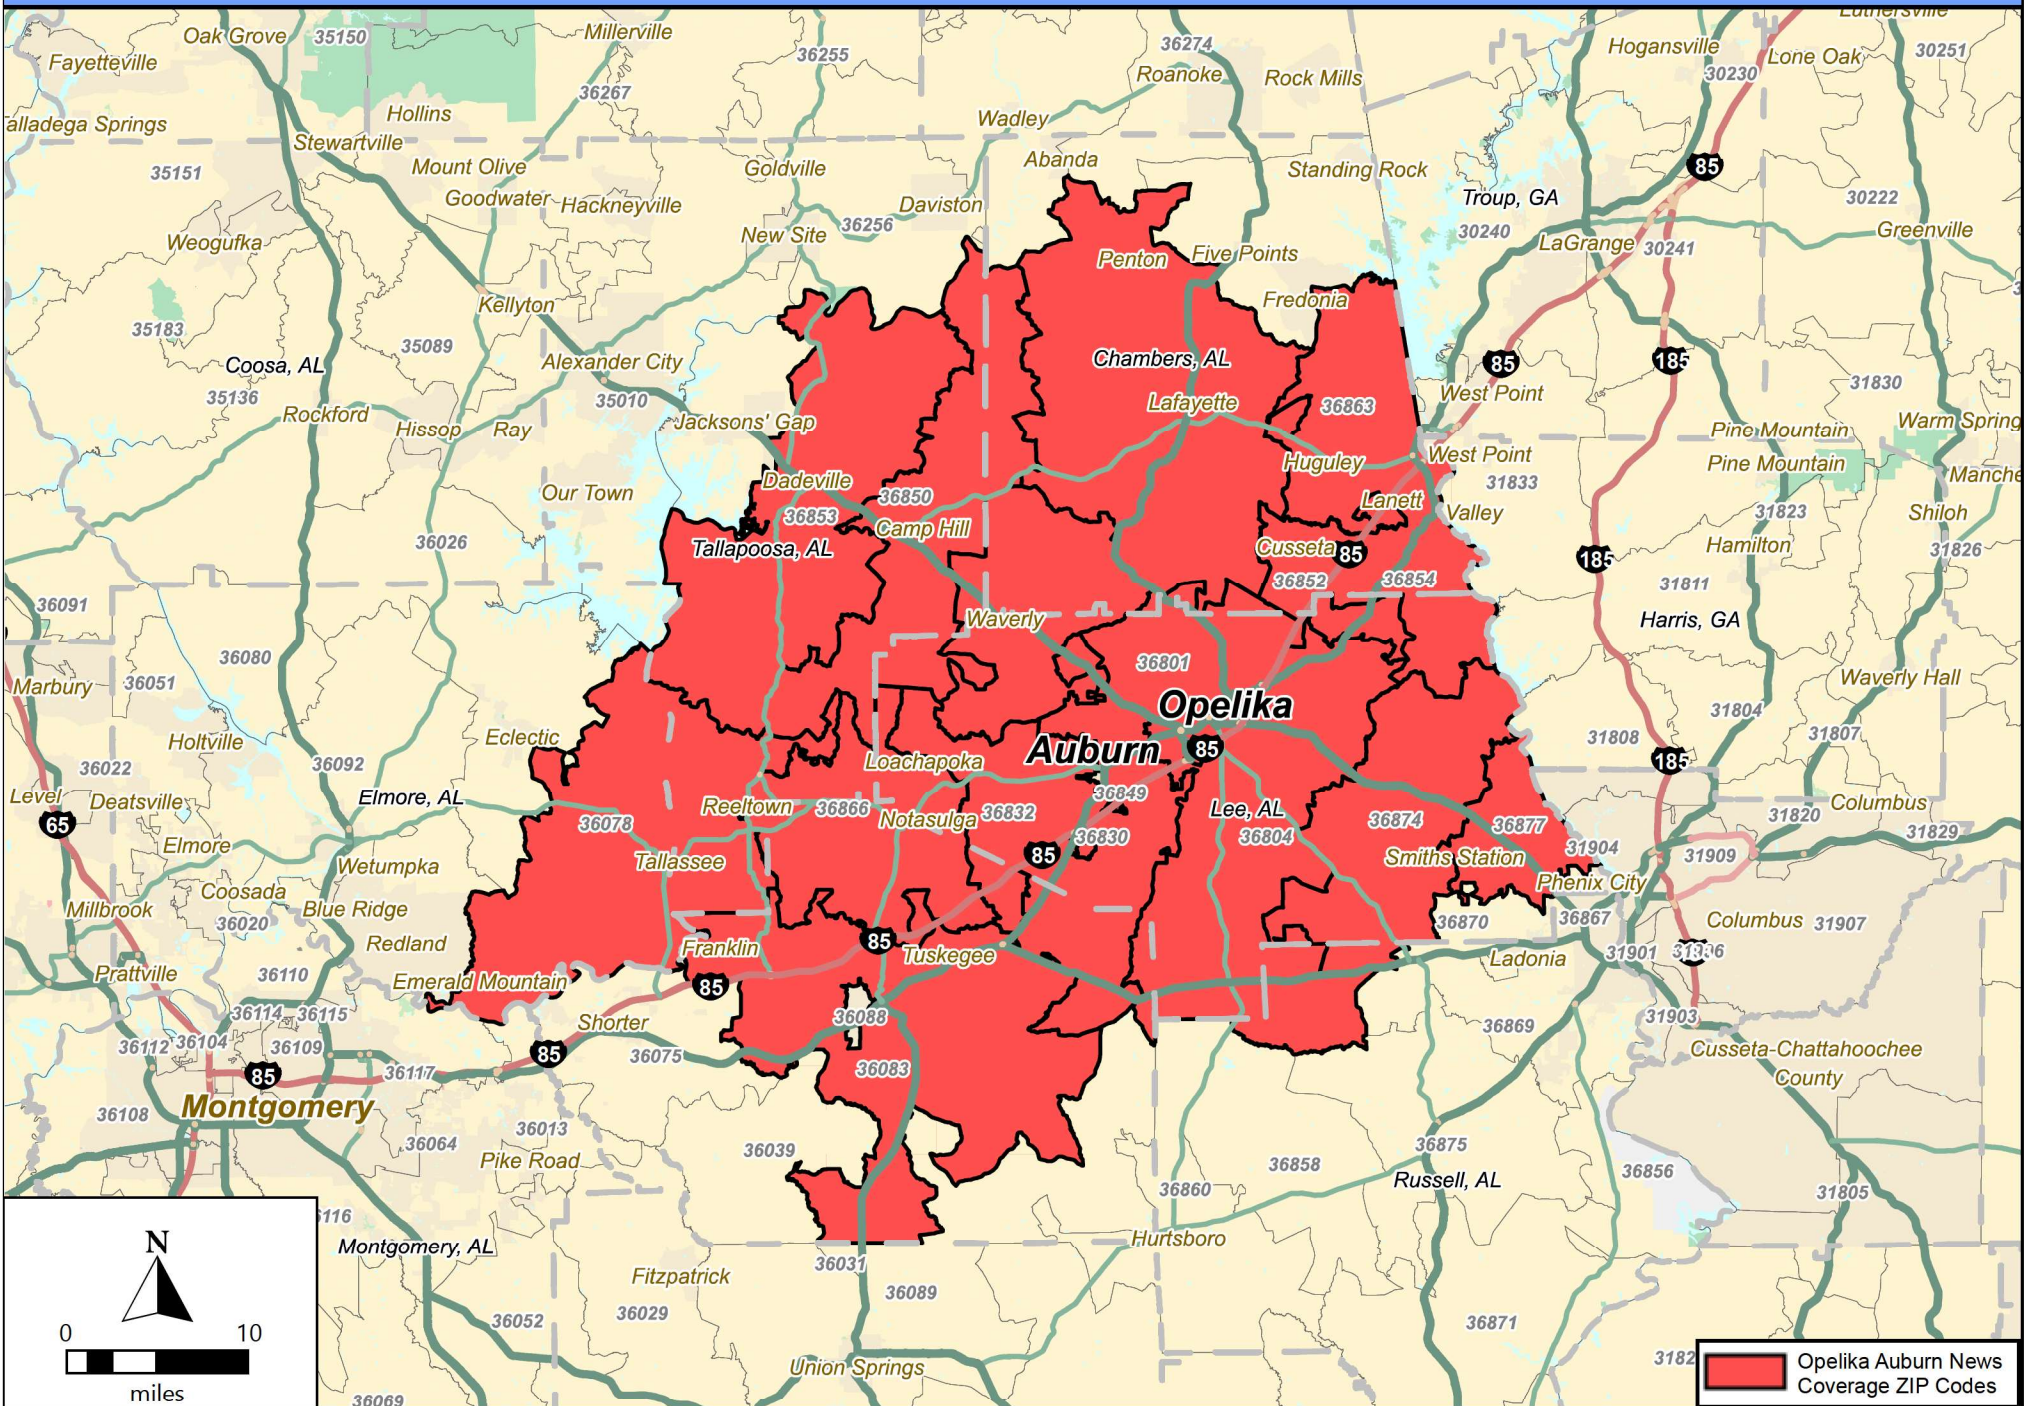 Luthersville
Oak Grove
35150
Millerville
36255
36274
Hogansville
Lone Oak
30251
Fayetteville
Roanoke
Rock Mills
30230
36267
Hollins
Wadley
alladega Springs
Stewartville
Mount Olive
Goldville
Abanda
Standing Rock
85
35151
Goodwater
Hackneyville
Daviston
Troup, GA
30222
36256
30240
Weogufka
New Site
LaGrange
30241
Greenville
Penton
Five Points
Kellyton
Fredonia
35183
35089
Coosa, AL
Alexander City
Chambers, AL
85
185
31830
35136
35010
West Point
Rockford
Hissop
Ray
Jacksons' Gap
Lafayette
36863
Warm Spring
Pine Mountain
Huguley
West Point
Pine Mountain
Manche
Our Town
Dadeville
36850
31833
Lanett
Valley
36853
Camp Hill
31823
Shiloh
36026
Tallapoosa, AL
Cusseta
85
185
Hamilton
31826
36852
36854
31811
36091
Waverly
Harris, GA
36080
36801
Marbury
36051
Waverly Hall
Opelika
31804
Eclectic
Auburn
85
31808
31807
Holtville
Loachapoka
185
36022
36092
36849
Level
Deatsville
Elmore, AL
Reeltown
36866
Notasulga
36832
Lee, AL
Columbus
65
36078
36830
36804
36874
36877
31820
31829
Elmore
Wetumpka
Tallassee
85
Smiths Station
31904
31909
Coosada
Phenix City
Millbrook
36020
Blue Ridge
36870
36867
Columbus
31907
Redland
Franklin
85
Tuskegee
31901
Prattville
36110
Emerald Mountain
85
Ladonia
36114
36115
Shorter
36088
31903
36112
36104
36109
85
36075
36869
85
36117
36083
Cusseta-Chattahoochee
County
36108
Montgomery
36064
36013
36039
36875
Pike Road
36858
Russell, AL
36856
36860
31805
N
Montgomery, AL
Hurtsboro
36031
Fitzpatrick
36089
0
10
36052
36029
36871
miles
Union Springs
Opelika Auburn News
Coverage ZIP Codes
36069